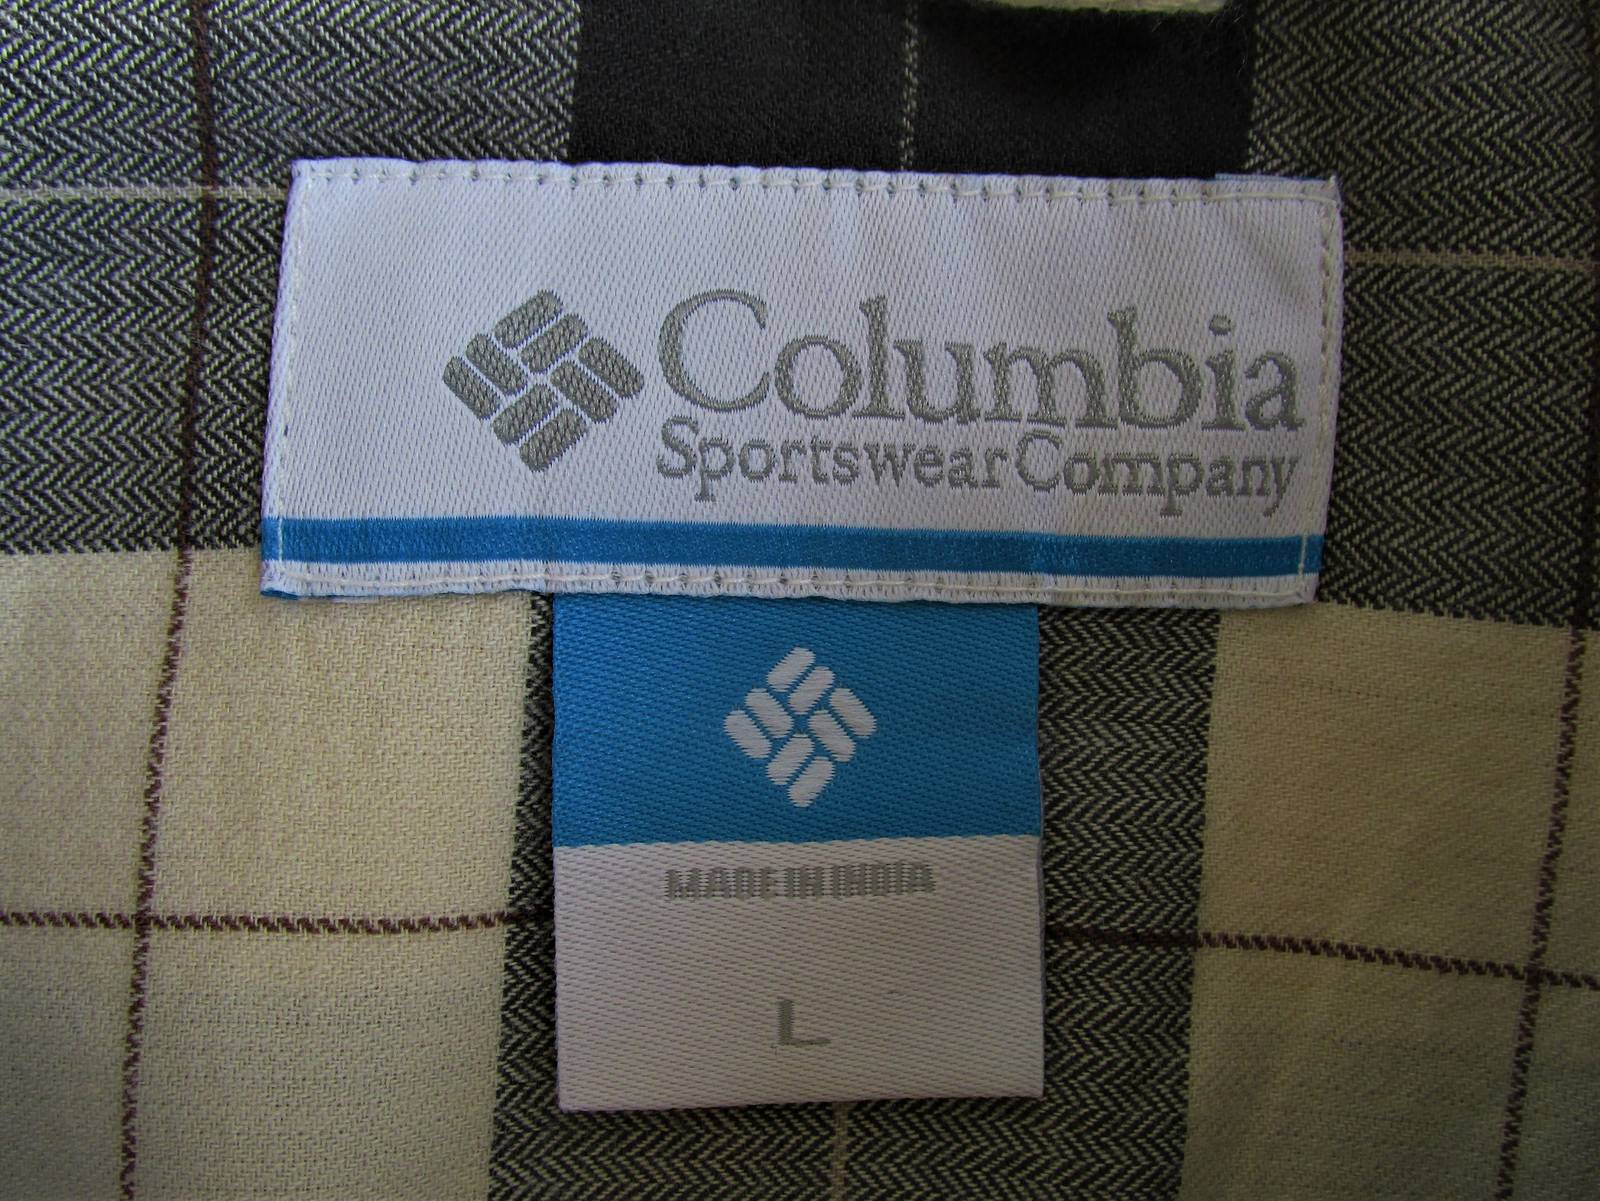 Columbia
Sportswear Company
MADE IN INDIA
L